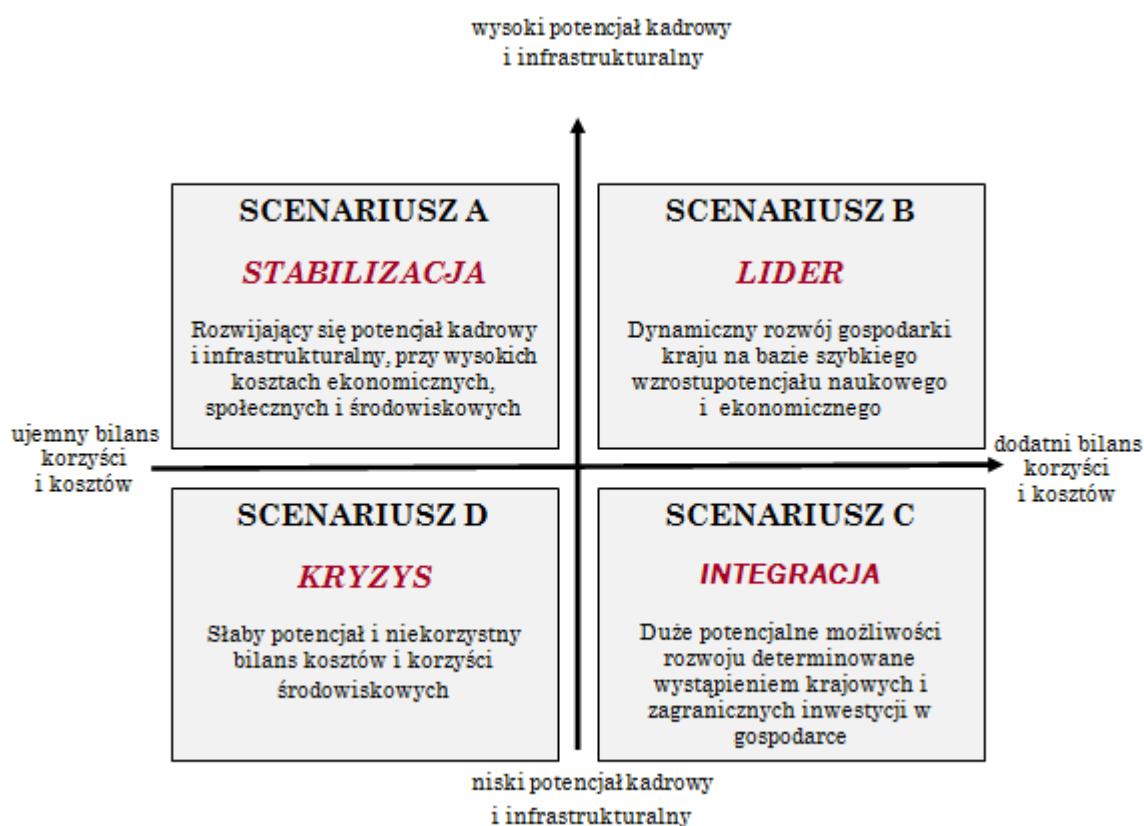 wysoki potencjał kadrowy
i infrastrukturalny
SCENARIUSZ A
STABILIZACJA
Rozwijający się potencjał kadrowy
i infrastrukturalny, przy wysokich
kosztach ekonomicznych,
społecznych i środowiskowych
SCENARIUSZ B
LIDER
Dynamiczny rozwój gospodarki
kraju na bazie szybkiego
wzrostupotencjału naukowego
i ekonomicznego
ujemny bilans
korzyści
i kosztów
dodatni bilans
korzyści
i kosztów
SCENARIUSZ D
KRYZYS
Słaby potencjał i niekorzystny
bilans kosztów i korzyści
środowiskowych
SCENARIUSZ C
INTEGRACJA
Duże potencjalne możliwości
rozwoju determinowane
wystąpieniem krajowych i
zagranicznych inwestycji w
gospodarce
niski potencjał kadrowy
i infrastrukturalny